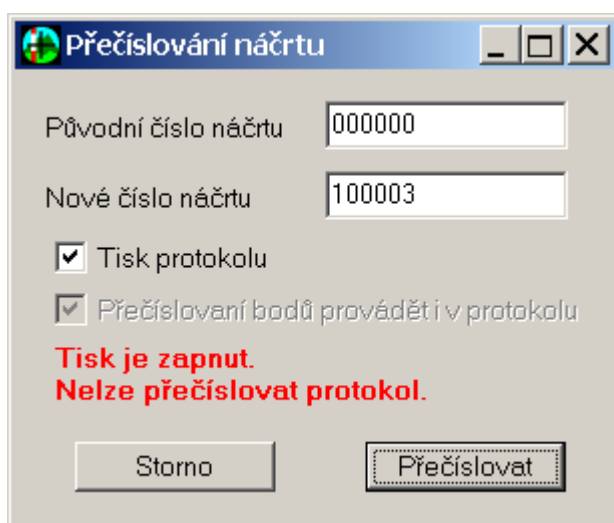 Přečíslování náčrtu
Původní číslo náčrtu 000000
Nové číslo náčrtu 100003
Tisk protokolu
Přečíslovaní bodů provádět i v protokolu
Tisk je zapnut.
Nelze přečíslovat protokol.
Storno Přečíslovat